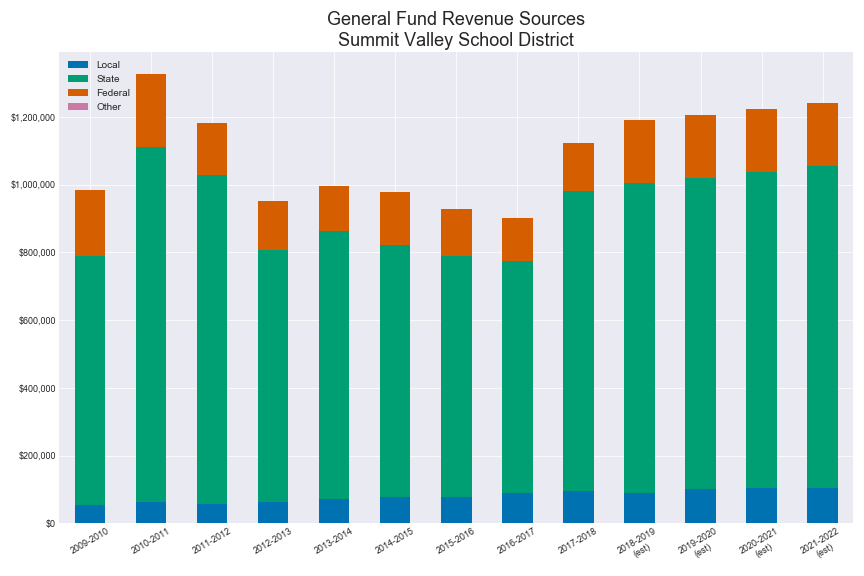 General Fund Revenue Sources
Summit Valley School District
Local
State
Federal
Other
$1,200,000
$1,000,000
$800,000
$600,000
$400,000
$200,000
$0
2009-2010
2010-2011
2011-2012
2012-2013
2013-2014
2014-2015
2015-2016
2016-2017
2017-2018
2018-2019
(est)
2019-2020
(est)
2020-2021
(est)
2021-2022
(est)